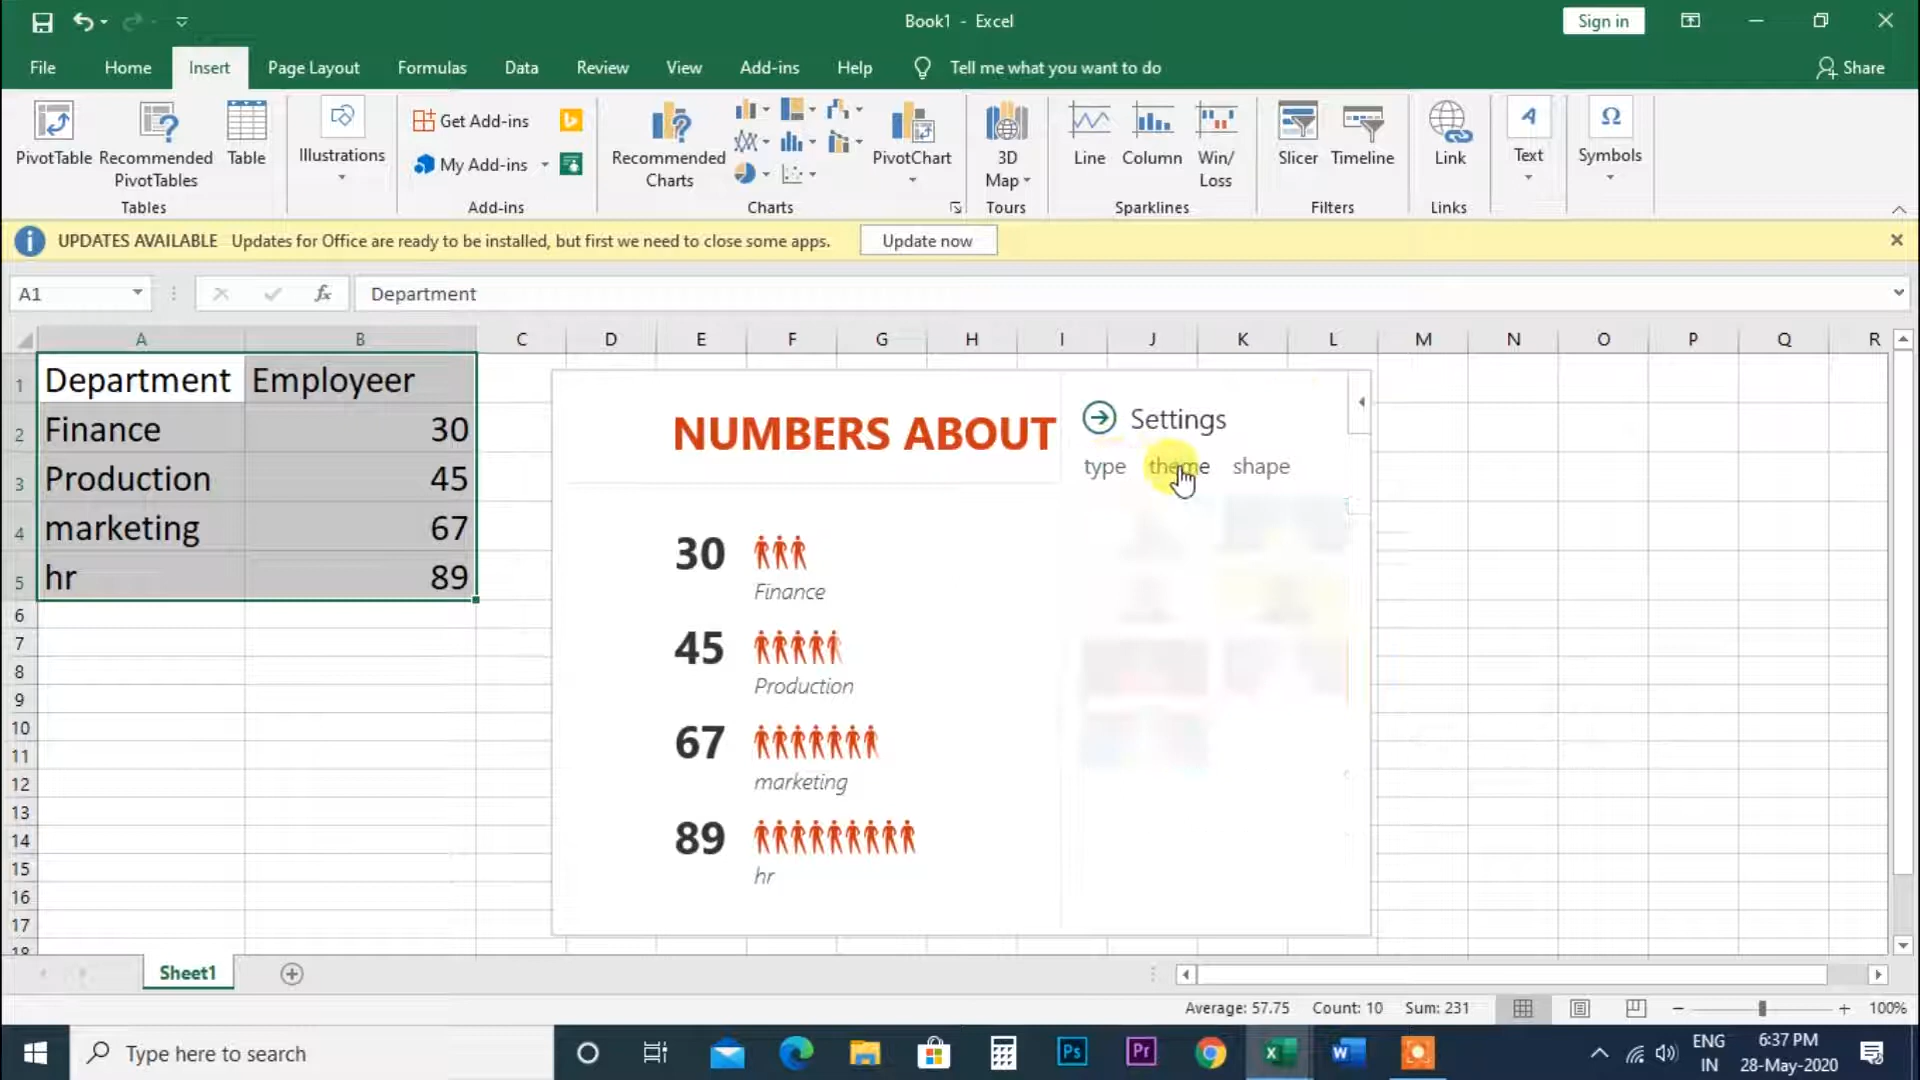 Book1 - Excel
Sign in
File Home Insert Page Layout Formulas Data Review View Add-ins Help Tell me what you want to do Share
PivotTable
Recommended
PivotTables
Table
Tables
Illustrations
Get Add-ins
My Add-ins
Add-ins
Recommended
Charts
PivotChart
Charts
3D
Map
Tours
Line
Column
Win/
Loss
Sparklines
Slicer
Timeline
Filters
Link
Links
A
Text
Ω
Symbols
UPDATES AVAILABLE Updates for Office are ready to be installed, but first we need to close some apps. Update now
A1 fx Department
A B C D E F G H I J K L M N O P Q R
1 Department Employeer
2 Finance 30
3 Production 45
4 marketing 67
5 hr 89
6
7
8
9
10
11
12
13
14
15
16
17
18
NUMBERS ABOUT
30
Finance
45
Production
67
marketing
89
hr
Settings
type theme shape
Sheet1
Average: 57.75 Count: 10 Sum: 231 100%
Type here to search
Ps
Pr
X
W
ENG
IN
6:37 PM
28-May-2020